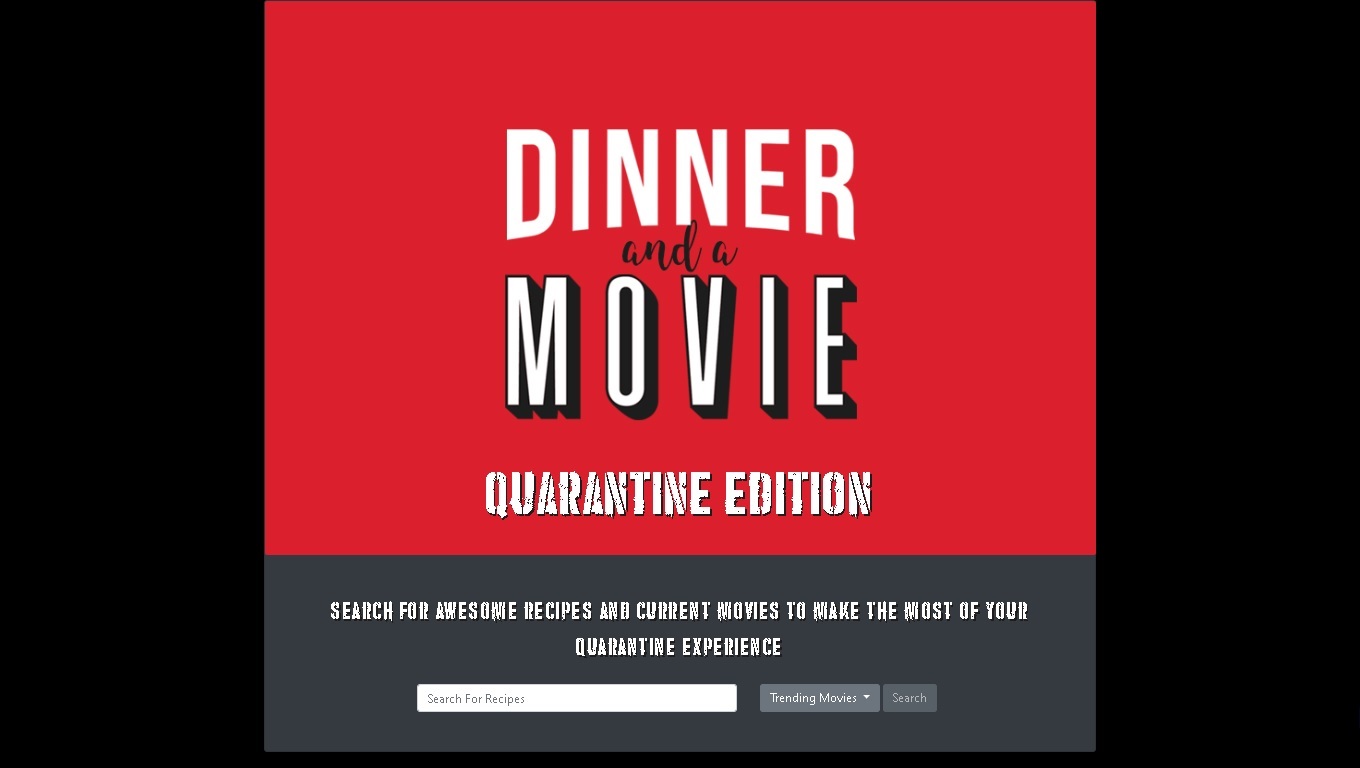 DINNER
and a
MOVIE
QUARANTINE EDITION
SEARCH FOR AWESOME RECIPES AND CURRENT MOVIES TO MAKE THE MOST OF YOUR
QUARANTINE EXPERIENCE
Search For Recipes
Trending Movies
Search